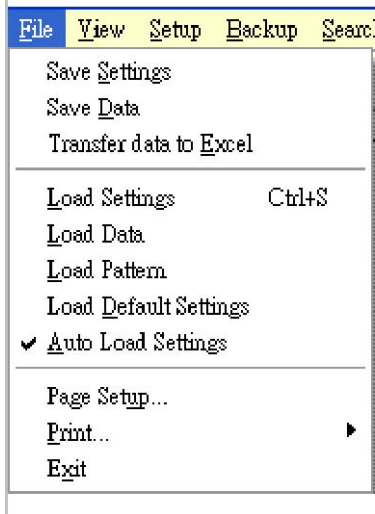 File View Setup Backup Searc
Save Settings
Save Data
Transfer data to Excel
Load Settings Ctrl+S
Load Data
Load Pattern
Load Default Settings
✓ Auto Load Settings
Page Setup...
Print...
Exit